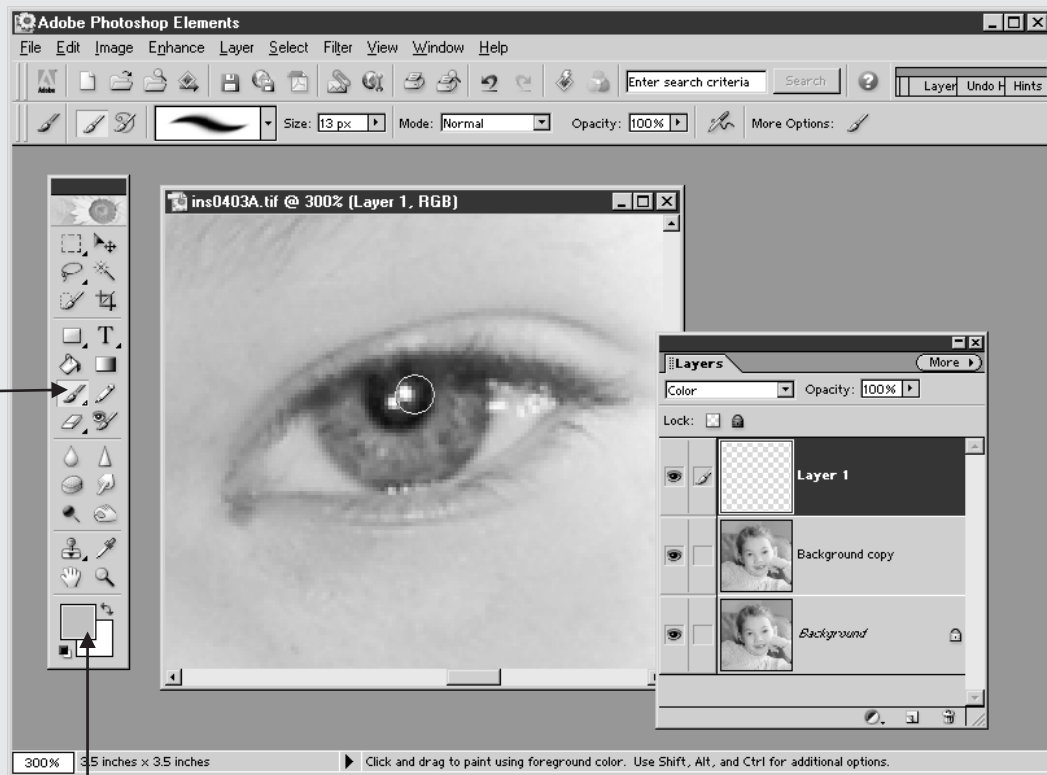 Adobe Photoshop Elements
File Edit Image Enhance Layer Select Filter View Window Help
Adobe Enter search criteria Search Layer Undo H Hints
Size: 13 px Mode: Normal Opacity: 100% More Options:
ins0403A.tif @ 300% (Layer 1, RGB)
T
Layers More
Color Opacity: 100%
Lock:
Layer 1
Background copy
Background
300% 3.5 inches x 3.5 inches Click and drag to paint using foreground color. Use Shift, Alt, and Ctrl for additional options.